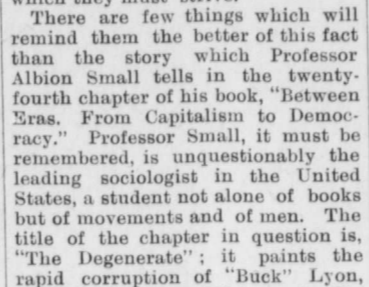 which they must strive.
There are few things which will
remind them the better of this fact
than the story which Professor
Albion Small tells in the twenty-
fourth chapter of his book, "Between
Eras. From Capitalism to Democ-
racy." Professor Small, it must be
remembered, is unquestionably the
leading sociologist in the United
States, a student not alone of books
but of movements and of men. The
title of the chapter in question is,
"The Degenerate"; it paints the
rapid corruption of "Buck" Lyon,